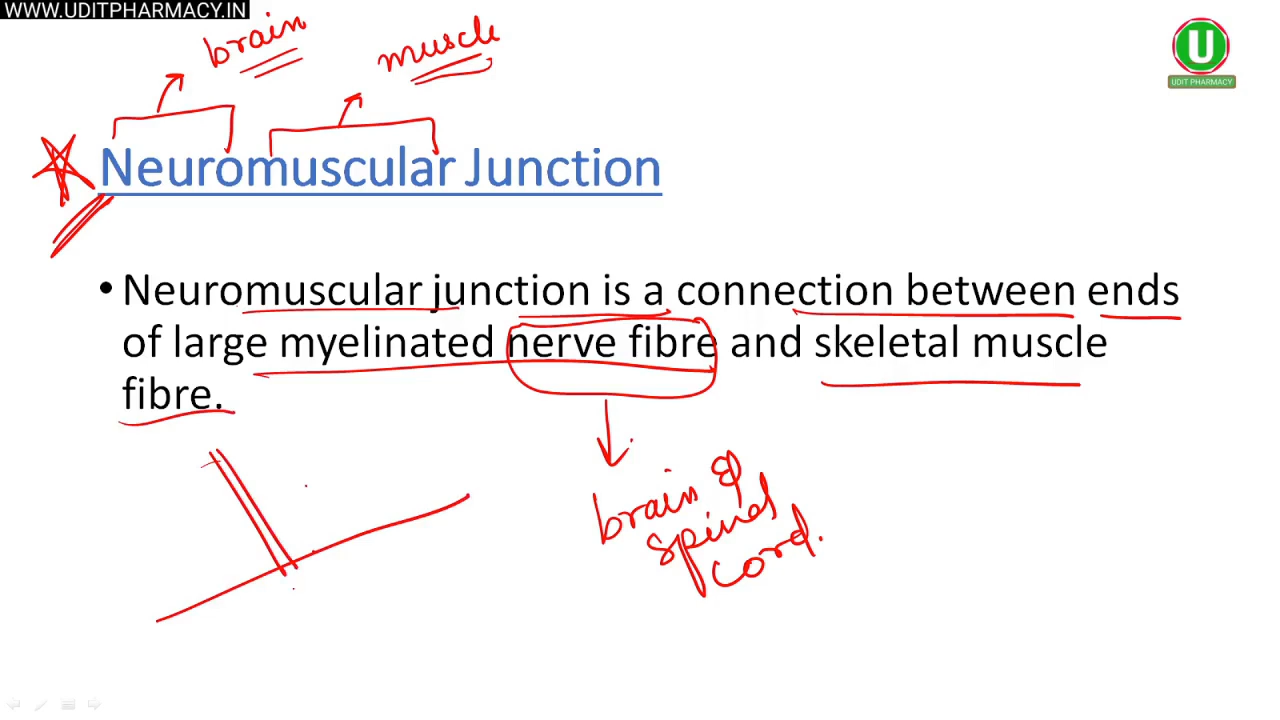 WWW.UDITPHARMACY.IN
brain
muscle
U
UDIT PHARMACY
Neuromuscular Junction
• Neuromuscular junction is a connection between ends
of large myelinated nerve fibre and skeletal muscle
fibre.
brain &
spinal
cord.